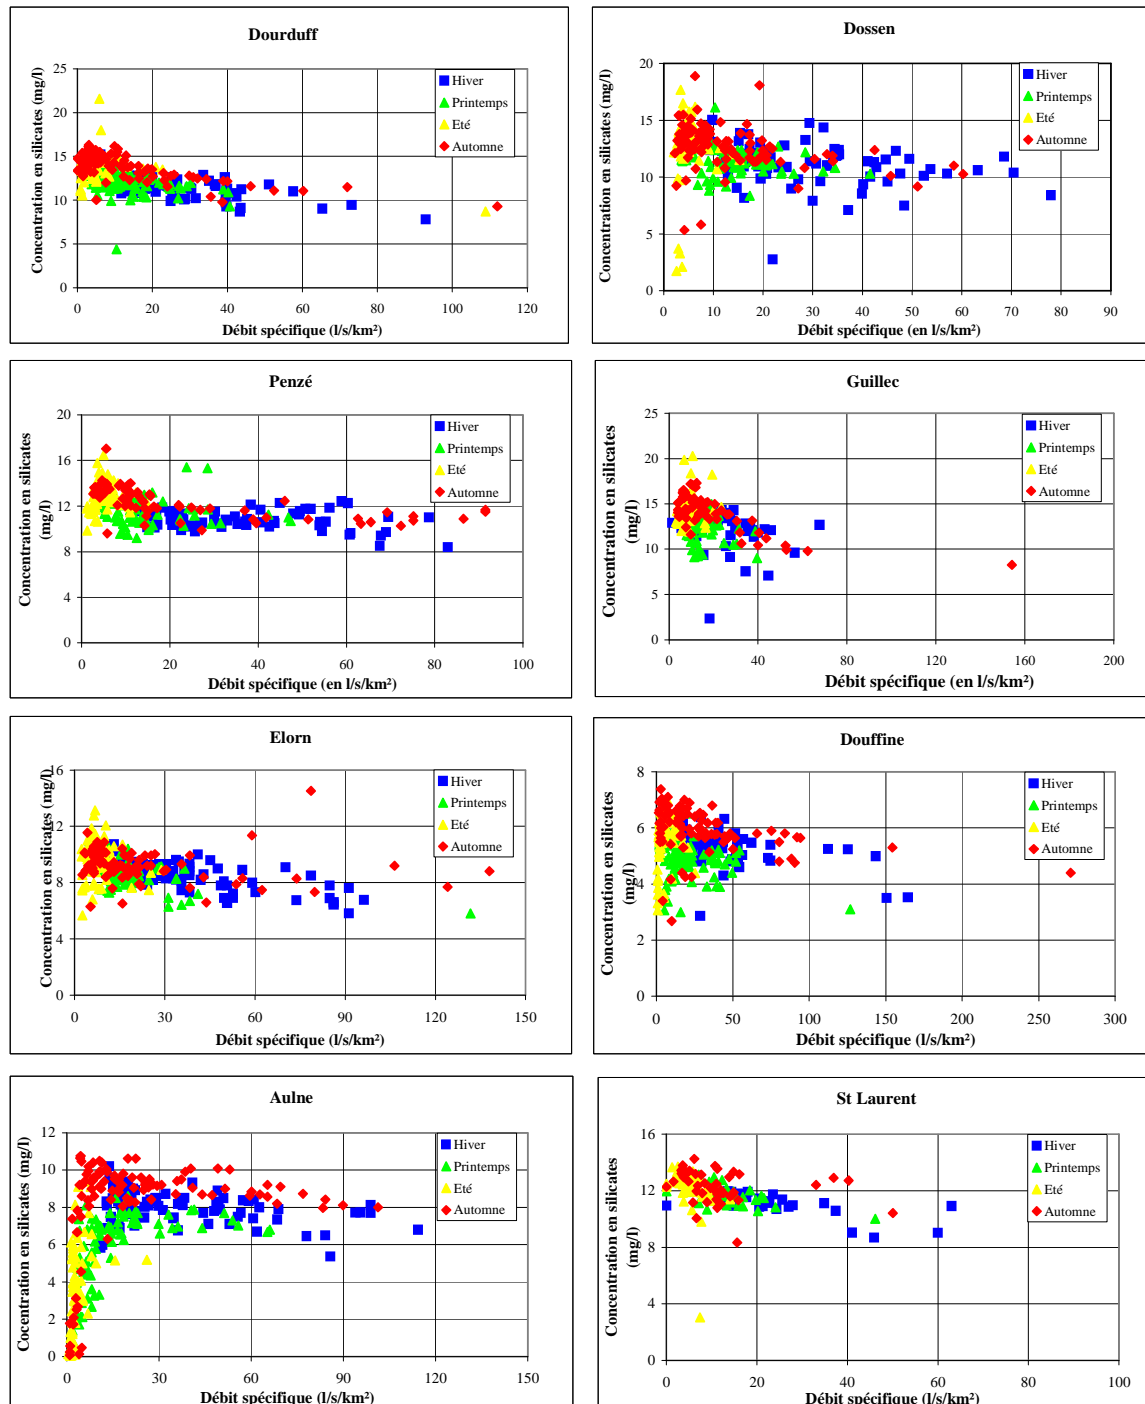 Dourduff
Concentration en silicates (mg/l)
25
20
15
10
5
0
0 20 40 60 80 100 120
Débit spécifique (l/s/km²)
Hiver
Printemps
Eté
Automne
Dossen
Concentration en silicates (mg/l)
20
15
10
5
0
0 10 20 30 40 50 60 70 80 90
Débit spécifique (en l/s/km²)
Hiver
Printemps
Eté
Automne
Penzé
Concentration en silicates
(mg/l)
20
16
12
8
4
0
0 20 40 60 80 100
Débit spécifique (en l/s/km²)
Hiver
Printemps
Eté
Automne
Guillec
Concentration en silicates
(mg/l)
25
20
15
10
5
0
0 40 80 120 160 200
Débit spécifique (en l/s/km²)
Hiver
Printemps
Eté
Automne
Elorn
Concentration en silicates (mg/l)
16
12
8
4
0
0 30 60 90 120 150
Débit spécifique (l/s/km²)
Hiver
Printemps
Eté
Automne
Douffine
Concentration en silicates
(mg/l)
8
6
4
2
0
0 50 100 150 200 250 300
Débit spécifique (l/s/km²)
Hiver
Printemps
Eté
Automne
Aulne
Cocentration en silicates (mg/l)
12
10
8
6
4
2
0
0 30 60 90 120 150
Débit spécifique (l/s/km²)
Hiver
Printemps
Eté
Automne
St Laurent
Concentration en silicates
(mg/l)
16
12
8
4
0
0 20 40 60 80 100
Débit spécifique (l/s/km²)
Hiver
Printemps
Eté
Automne